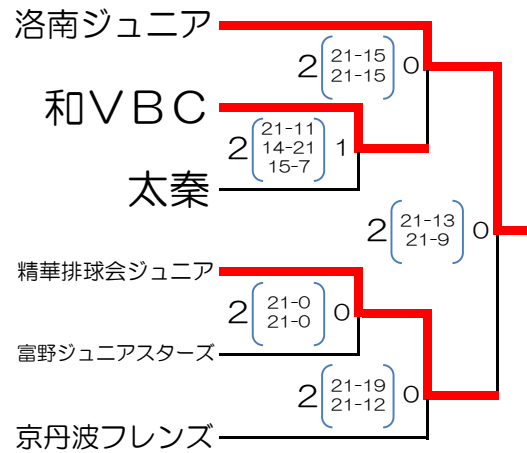 洛南ジュニア
2 21-15 0
21-15
和VBC
2 21-11 1
14-21
15-7
太秦
2 21-13 0
21-9
精華排球会ジュニア
2 21-0 0
21-0
富野ジュニアスターズ
2 21-19 0
21-12
京丹波フレンズ